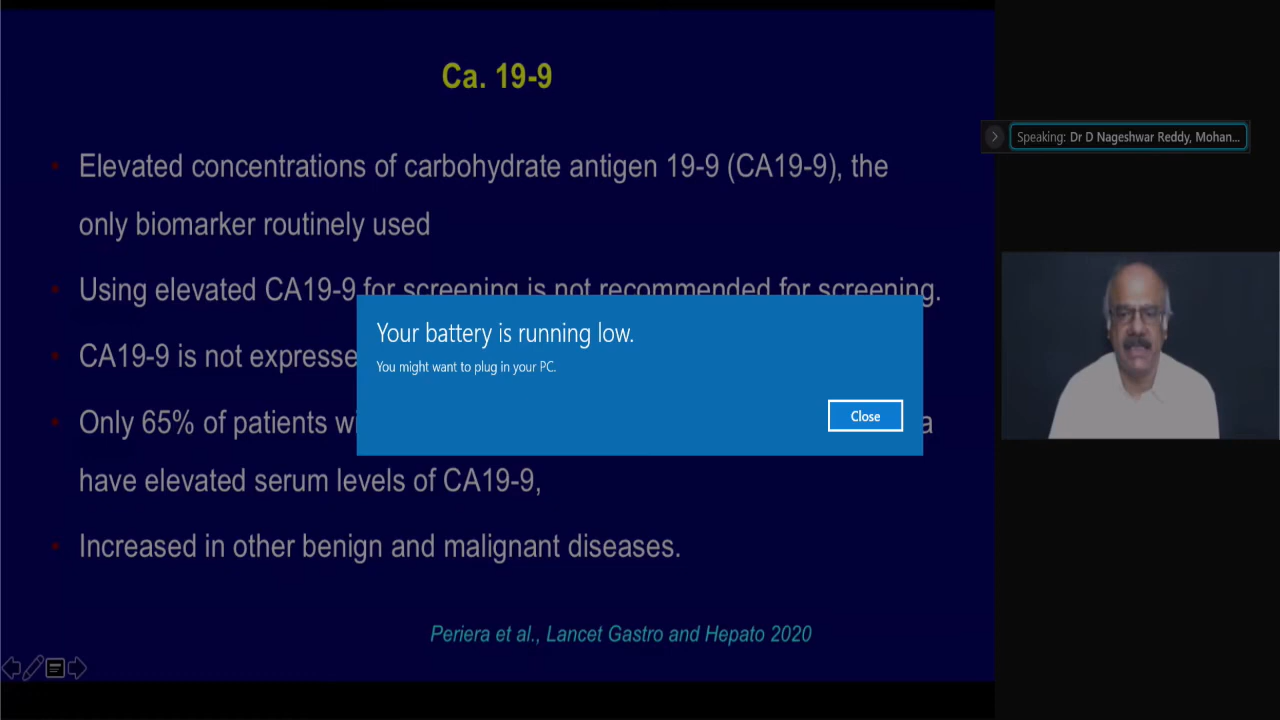 Ca. 19-9
Speaking: Dr D Nageshwar Reddy, Mohan...
Elevated concentrations of carbohydrate antigen 19-9 (CA19-9), the
only biomarker routinely used
Using elevated CA19-9 for screening is not recommended for screening.
CA19-9 is not expresse
Only 65% of patients wi
a
have elevated serum levels of CA19-9,
Increased in other benign and malignant diseases.
Your battery is running low.
You might want to plug in your PC.
Close
Periera et al., Lancet Gastro and Hepato 2020